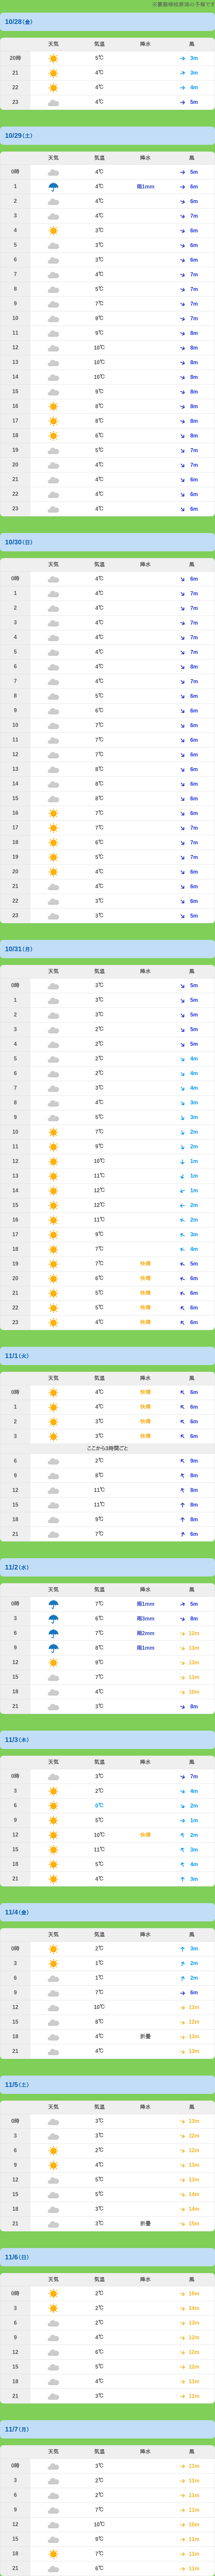 ※裏磐梯桧原湖の予報です
10/28(金)
天気 気温 降水 風
20時 5℃ 3m
21 4℃ 3m
22 4℃ 4m
23 4℃ 5m
10/29(土)
天気 気温 降水 風
0時 4℃ 5m
1 4℃ 雨1mm 6m
2 4℃ 6m
3 4℃ 7m
4 3℃ 6m
5 3℃ 6m
6 3℃ 6m
7 4℃ 7m
8 5℃ 7m
9 7℃ 7m
10 9℃ 7m
11 9℃ 8m
12 10℃ 8m
13 10℃ 8m
14 10℃ 8m
15 9℃ 8m
16 8℃ 8m
17 8℃ 8m
18 6℃ 8m
19 5℃ 7m
20 4℃ 7m
21 4℃ 6m
22 4℃ 6m
23 4℃ 6m
10/30(日)
天気 気温 降水 風
0時 4℃ 6m
1 4℃ 7m
2 4℃ 7m
3 4℃ 7m
4 4℃ 7m
5 4℃ 7m
6 4℃ 8m
7 4℃ 7m
8 5℃ 6m
9 6℃ 6m
10 7℃ 6m
11 7℃ 6m
12 7℃ 6m
13 8℃ 6m
14 8℃ 6m
15 8℃ 6m
16 7℃ 6m
17 7℃ 7m
18 6℃ 7m
19 5℃ 7m
20 4℃ 6m
21 4℃ 6m
22 3℃ 6m
23 3℃ 5m
10/31(月)
天気 気温 降水 風
0時 3℃ 5m
1 3℃ 5m
2 3℃ 5m
3 2℃ 5m
4 2℃ 5m
5 2℃ 4m
6 2℃ 4m
7 3℃ 4m
8 4℃ 3m
9 5℃ 3m
10 7℃ 2m
11 9℃ 2m
12 10℃ 1m
13 11℃ 1m
14 12℃ 1m
15 12℃ 2m
16 11℃ 2m
17 9℃ 3m
18 7℃ 4m
19 7℃ 快晴 5m
20 6℃ 快晴 6m
21 5℃ 快晴 6m
22 5℃ 快晴 6m
23 4℃ 快晴 6m
11/1(火)
天気 気温 降水 風
0時 4℃ 快晴 6m
1 4℃ 快晴 6m
2 3℃ 快晴 6m
3 3℃ 快晴 6m
ここから3時間ごと
6 2℃ 9m
9 8℃ 8m
12 11℃ 8m
15 11℃ 8m
18 9℃ 8m
21 7℃ 6m
11/2(水)
天気 気温 降水 風
0時 7℃ 雨1mm 5m
3 6℃ 雨3mm 8m
6 7℃ 雨2mm 12m
9 8℃ 雨1mm 13m
12 9℃ 13m
15 7℃ 11m
18 4℃ 10m
21 3℃ 8m
11/3(木)
天気 気温 降水 風
0時 3℃ 7m
3 2℃ 4m
6 0℃ 2m
9 5℃ 1m
12 10℃ 快晴 2m
15 11℃ 3m
18 5℃ 4m
21 4℃ 3m
11/4(金)
天気 気温 降水 風
0時 2℃ 3m
3 1℃ 2m
6 1℃ 2m
9 7℃ 6m
12 10℃ 11m
15 8℃ 12m
18 4℃ 折畳 13m
21 4℃ 13m
11/5(土)
天気 気温 降水 風
0時 3℃ 13m
3 3℃ 12m
6 2℃ 12m
9 4℃ 13m
12 5℃ 13m
15 5℃ 14m
18 3℃ 14m
21 3℃ 折畳 15m
11/6(日)
天気 気温 降水 風
0時 2℃ 16m
3 2℃ 14m
6 2℃ 13m
9 4℃ 12m
12 6℃ 12m
15 5℃ 12m
18 4℃ 11m
21 3℃ 11m
11/7(月)
天気 気温 降水 風
0時 3℃ 11m
3 2℃ 11m
6 2℃ 11m
9 7℃ 11m
12 10℃ 10m
15 9℃ 11m
18 7℃ 11m
21 6℃ 11m